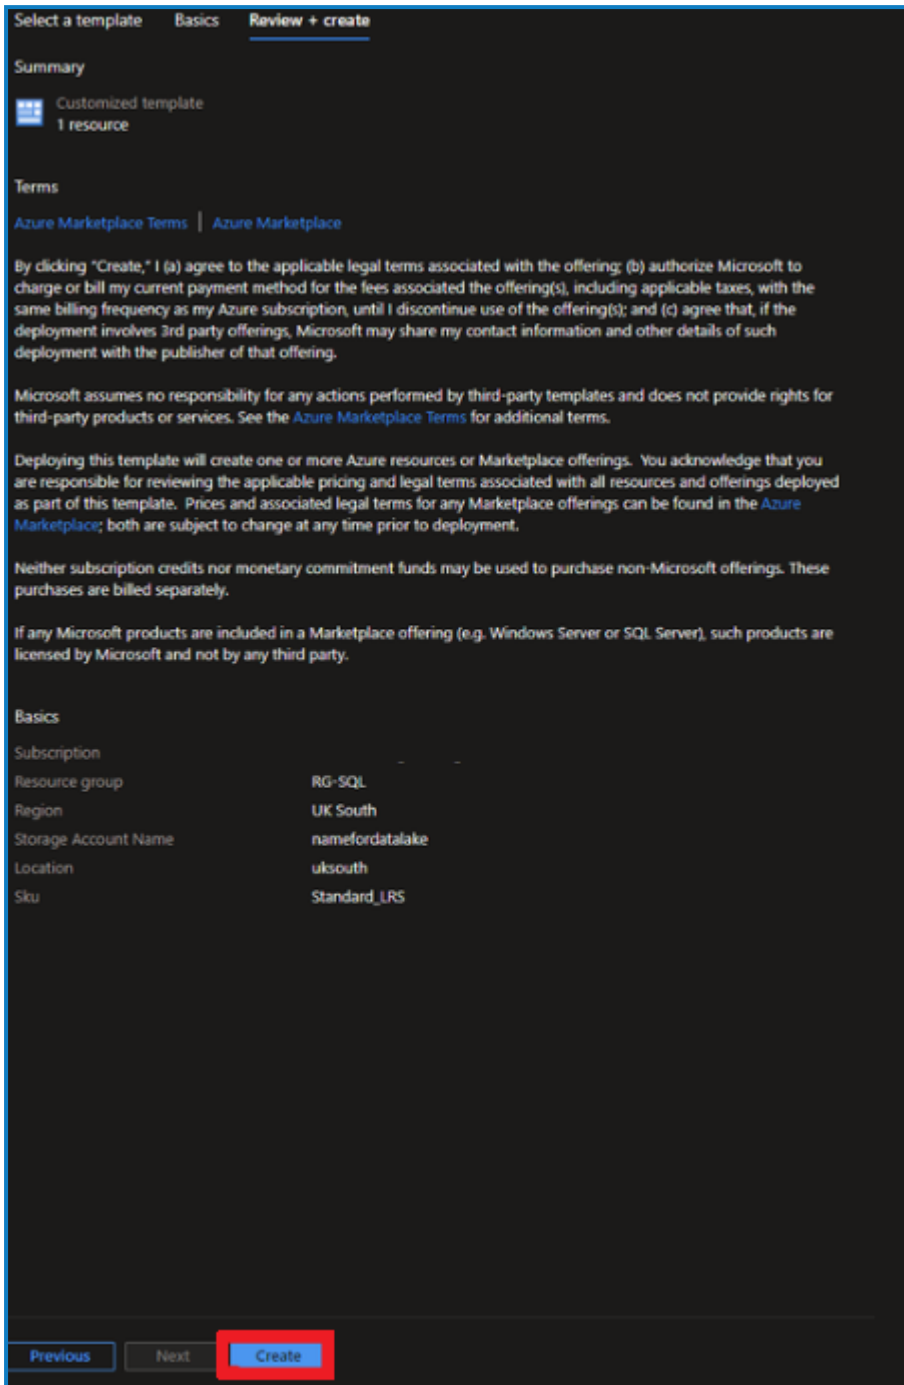 Select a template Basics Review + create
Summary
Customized template
1 resource
Terms
Azure Marketplace Terms | Azure Marketplace
By clicking "Create," I (a) agree to the applicable legal terms associated with the offering; (b) authorize Microsoft to
charge or bill my current payment method for the fees associated the offering(s), including applicable taxes, with the
same billing frequency as my Azure subscription, until I discontinue use of the offering(s); and (c) agree that, if the
deployment involves 3rd party offerings, Microsoft may share my contact information and other details of such
deployment with the publisher of that offering.
Microsoft assumes no responsibility for any actions performed by third-party templates and does not provide rights for
third-party products or services. See the Azure Marketplace Terms for additional terms.
Deploying this template will create one or more Azure resources or Marketplace offerings. You acknowledge that you
are responsible for reviewing the applicable pricing and legal terms associated with all resources and offerings deployed
as part of this template. Prices and associated legal terms for any Marketplace offerings can be found in the Azure
Marketplace; both are subject to change at any time prior to deployment.
Neither subscription credits nor monetary commitment funds may be used to purchase non-Microsoft offerings. These
purchases are billed separately.
If any Microsoft products are included in a Marketplace offering (e.g. Windows Server or SQL Server), such products are
licensed by Microsoft and not by any third party.
Basics
Subscription
Resource group RG-SQL
Region UK South
Storage Account Name namefordatalake
Location uksouth
Sku Standard_LRS
Previous Next Create